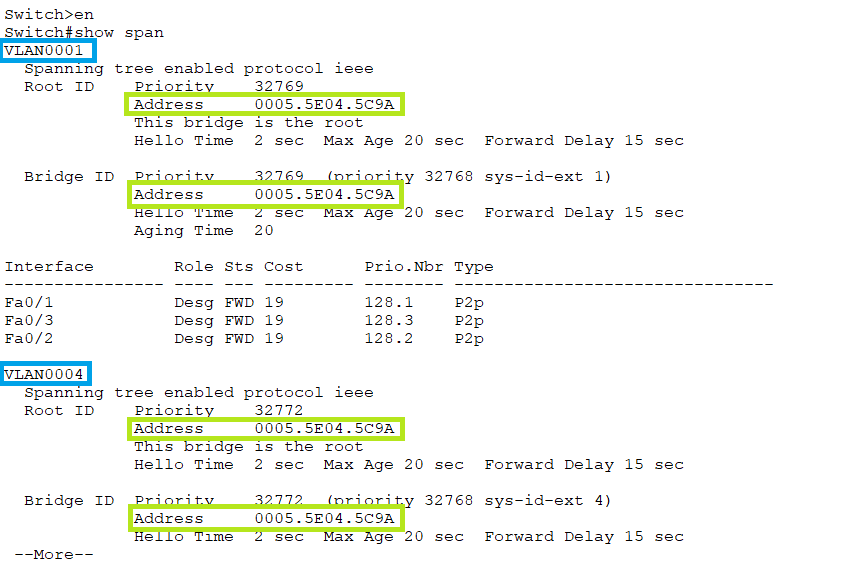 Switch>en
Switch#show span
VLAN0001
  Spanning tree enabled protocol ieee
  Root ID    Priority    32769
             Address     0005.5E04.5C9A
             This bridge is the root
             Hello Time  2 sec  Max Age 20 sec  Forward Delay 15 sec

  Bridge ID  Priority    32769  (priority 32768 sys-id-ext 1)
             Address     0005.5E04.5C9A
             Hello Time  2 sec  Max Age 20 sec  Forward Delay 15 sec
             Aging Time  20

Interface        Role Sts Cost      Prio.Nbr Type
---------------- ---- --- --------- -------- --------------------------------
Fa0/1            Desg FWD 19        128.1    P2p
Fa0/3            Desg FWD 19        128.3    P2p
Fa0/2            Desg FWD 19        128.2    P2p

VLAN0004
  Spanning tree enabled protocol ieee
  Root ID    Priority    32772
             Address     0005.5E04.5C9A
             This bridge is the root
             Hello Time  2 sec  Max Age 20 sec  Forward Delay 15 sec

  Bridge ID  Priority    32772  (priority 32768 sys-id-ext 4)
             Address     0005.5E04.5C9A
             Hello Time  2 sec  Max Age 20 sec  Forward Delay 15 sec
 --More--